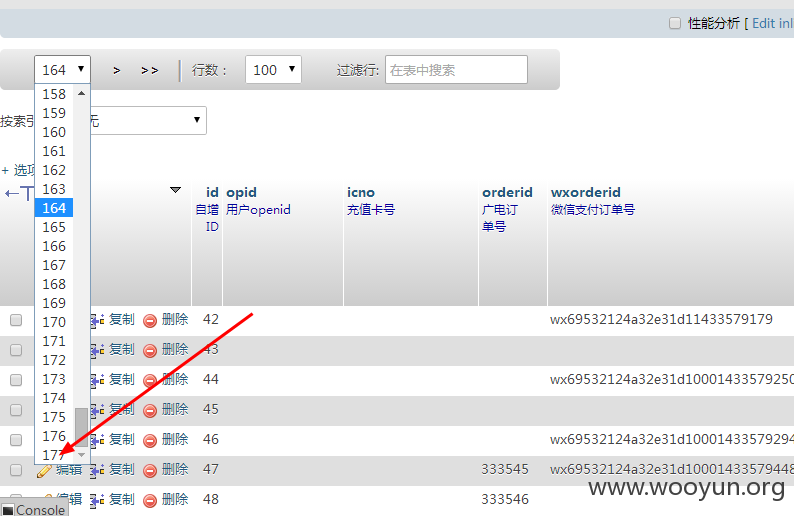 性能分析 [ Edit inl
164 > >> 行数： 100 过滤行: 在表中搜索
158
159
按索引 无
160
161
162
+ 选项
163
←T
164
165
166
167
168
169
170
171
172
173
174
175
176
177
id opid icno orderid wxorderid
自增 用户openid 充值卡号 广电订 微信支付订单号
ID 单号
复制 删除 42 wx69532124a32e31d11433579179
复制 删除 43
复制 删除 44 wx69532124a32e31d10001433579250
复制 删除 45
复制 删除 46 wx69532124a32e31d10001433579294
编辑 复制 删除 47 333545 wx69532124a32e31d10001433579448
编辑 复制 删除 48 333546
www.wooyun.org
Console